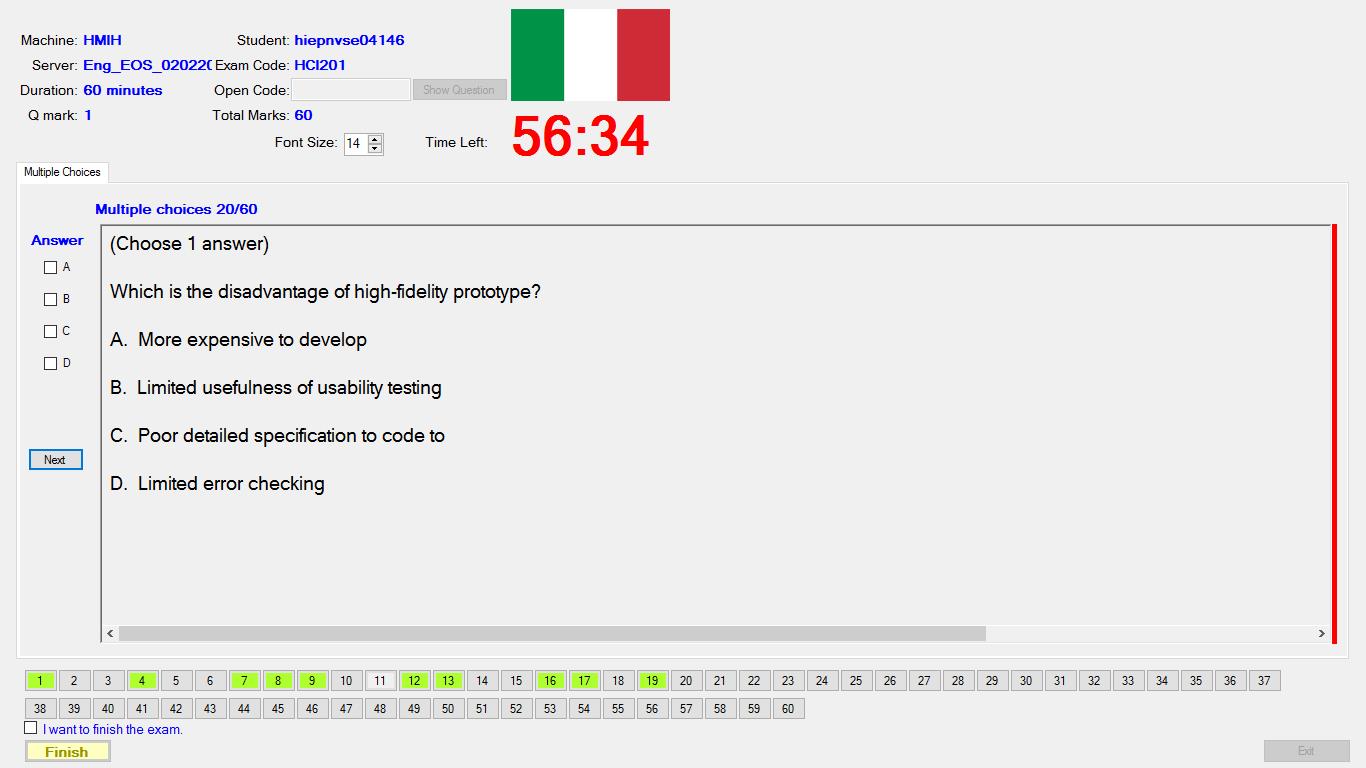 Machine: HMIH Student: hiepnvse04146
Server: Eng_EOS_02022( Exam Code: HCI201
Duration: 60 minutes Open Code: Show Question
Q mark: 1 Total Marks: 60
Font Size: 14 Time Left: 56:34
Multiple Choices
Multiple choices 20/60
Answer
A
B
C
D
Next
(Choose 1 answer)
Which is the disadvantage of high-fidelity prototype?
A. More expensive to develop
B. Limited usefulness of usability testing
C. Poor detailed specification to code to
D. Limited error checking
1 2 3 4 5 6 7 8 9 10 11 12 13 14 15 16 17 18 19 20 21 22 23 24 25 26 27 28 29 30 31 32 33 34 35 36 37
38 39 40 41 42 43 44 45 46 47 48 49 50 51 52 53 54 55 56 57 58 59 60
I want to finish the exam.
Finish Exit